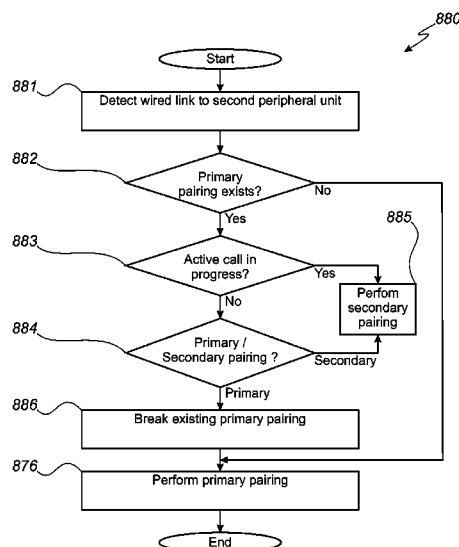 880
Start
881
Detect wired link to second peripheral unit
882
Primary
pairing exists?
No
Yes
883
885
Active call in
progress?
Yes
No
Perfom
secondary
pairing
884
Primary /
Secondary pairing ?
Secondary
Primary
886
Break existing primary pairing
876
Perform primary pairing
End